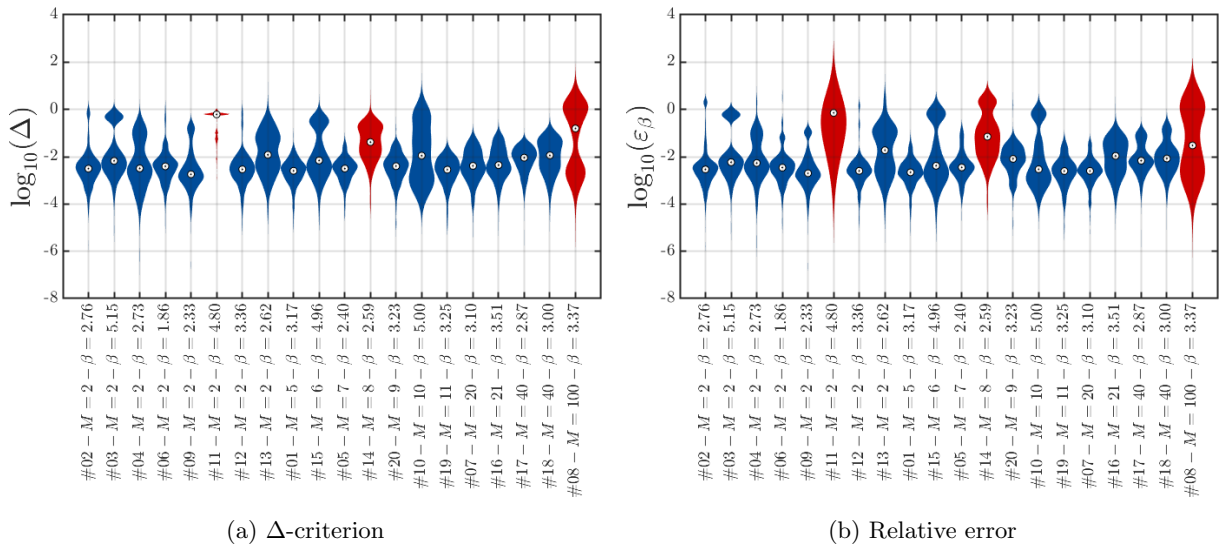 4
2
0
-2
-4
-6
-8
log₁₀(Δ)
#02 − M = 2 − β = 2.76
#03 − M = 2 − β = 5.15
#04 − M = 2 − β = 2.73
#06 − M = 2 − β = 1.86
#09 − M = 2 − β = 2.33
#11 − M = 2 − β = 4.80
#12 − M = 2 − β = 3.36
#13 − M = 2 − β = 2.62
#01 − M = 5 − β = 3.17
#15 − M = 6 − β = 4.96
#05 − M = 7 − β = 2.40
#14 − M = 8 − β = 2.59
#20 − M = 9 − β = 3.23
#10 − M = 10 − β = 5.00
#19 − M = 11 − β = 3.25
#07 − M = 20 − β = 3.10
#16 − M = 21 − β = 3.51
#17 − M = 40 − β = 2.87
#18 − M = 40 − β = 3.00
#08 − M = 100 − β = 3.37
(a) Δ-criterion
4
2
0
-2
-4
-6
-8
log₁₀(εᵦ)
#02 − M = 2 − β = 2.76
#03 − M = 2 − β = 5.15
#04 − M = 2 − β = 2.73
#06 − M = 2 − β = 1.86
#09 − M = 2 − β = 2.33
#11 − M = 2 − β = 4.80
#12 − M = 2 − β = 3.36
#13 − M = 2 − β = 2.62
#01 − M = 5 − β = 3.17
#15 − M = 6 − β = 4.96
#05 − M = 7 − β = 2.40
#14 − M = 8 − β = 2.59
#20 − M = 9 − β = 3.23
#10 − M = 10 − β = 5.00
#19 − M = 11 − β = 3.25
#07 − M = 20 − β = 3.10
#16 − M = 21 − β = 3.51
#17 − M = 40 − β = 2.87
#18 − M = 40 − β = 3.00
#08 − M = 100 − β = 3.37
(b) Relative error